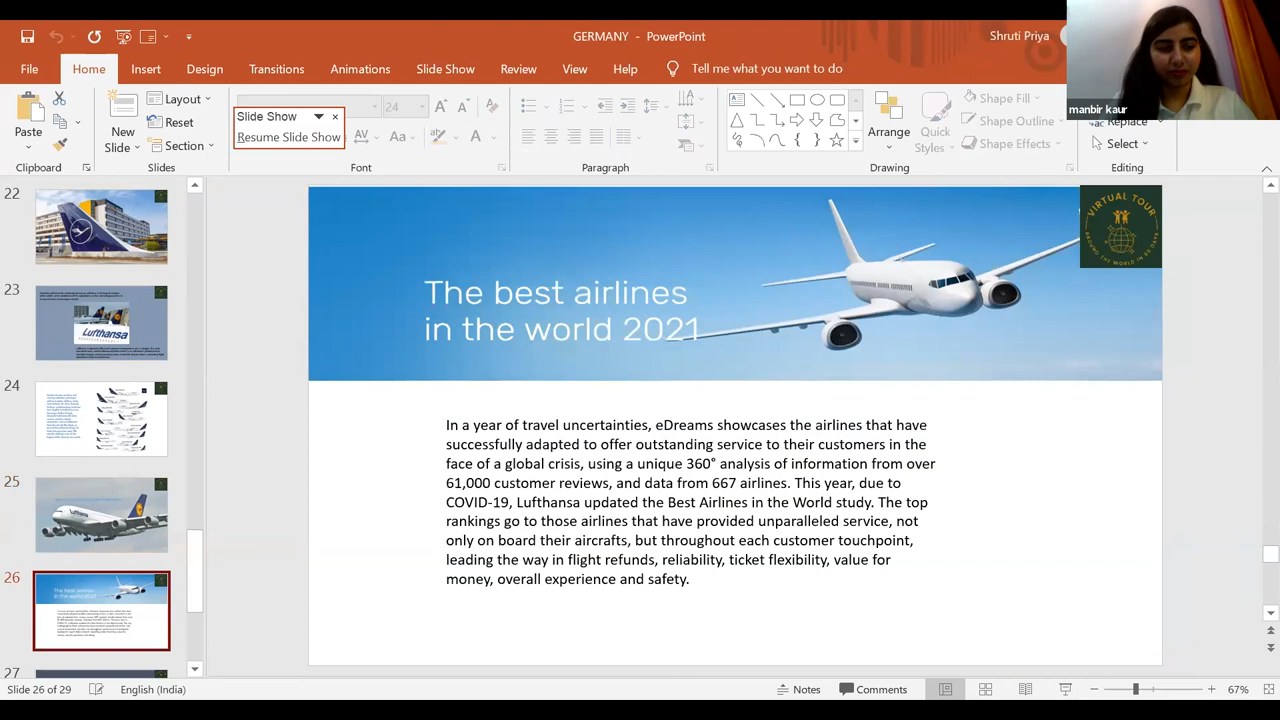 GERMANY - PowerPoint
Shruti Priya
manbir kaur
File
Home
Insert
Design
Transitions
Animations
Slide Show
Review
View
Help
Tell me what you want to do
Paste
New
Slide
Layout
Reset
Section
24
Slide Show
Resume Slide Show
Arrange
Quick
Styles
Shape Fill
Shape Outline
Shape Effects
Replace
Select
Clipboard
Slides
Font
Paragraph
Drawing
Editing
22
23
Lufthansa
24
25
26
27
The best airlines
in the world 2021
VIRTUAL TOUR
AROUND THE WORLD IN 80 DAYS
In a year of travel uncertainties, eDreams showcases the airlines that have
successfully adapted to offer outstanding service to their customers in the
face of a global crisis, using a unique 360° analysis of information from over
61,000 customer reviews, and data from 667 airlines. This year, due to
COVID-19, Lufthansa updated the Best Airlines in the World study. The top
rankings go to those airlines that have provided unparalleled service, not
only on board their aircrafts, but throughout each customer touchpoint,
leading the way in flight refunds, reliability, ticket flexibility, value for
money, overall experience and safety.
Slide 26 of 29
English (India)
Notes
Comments
67%